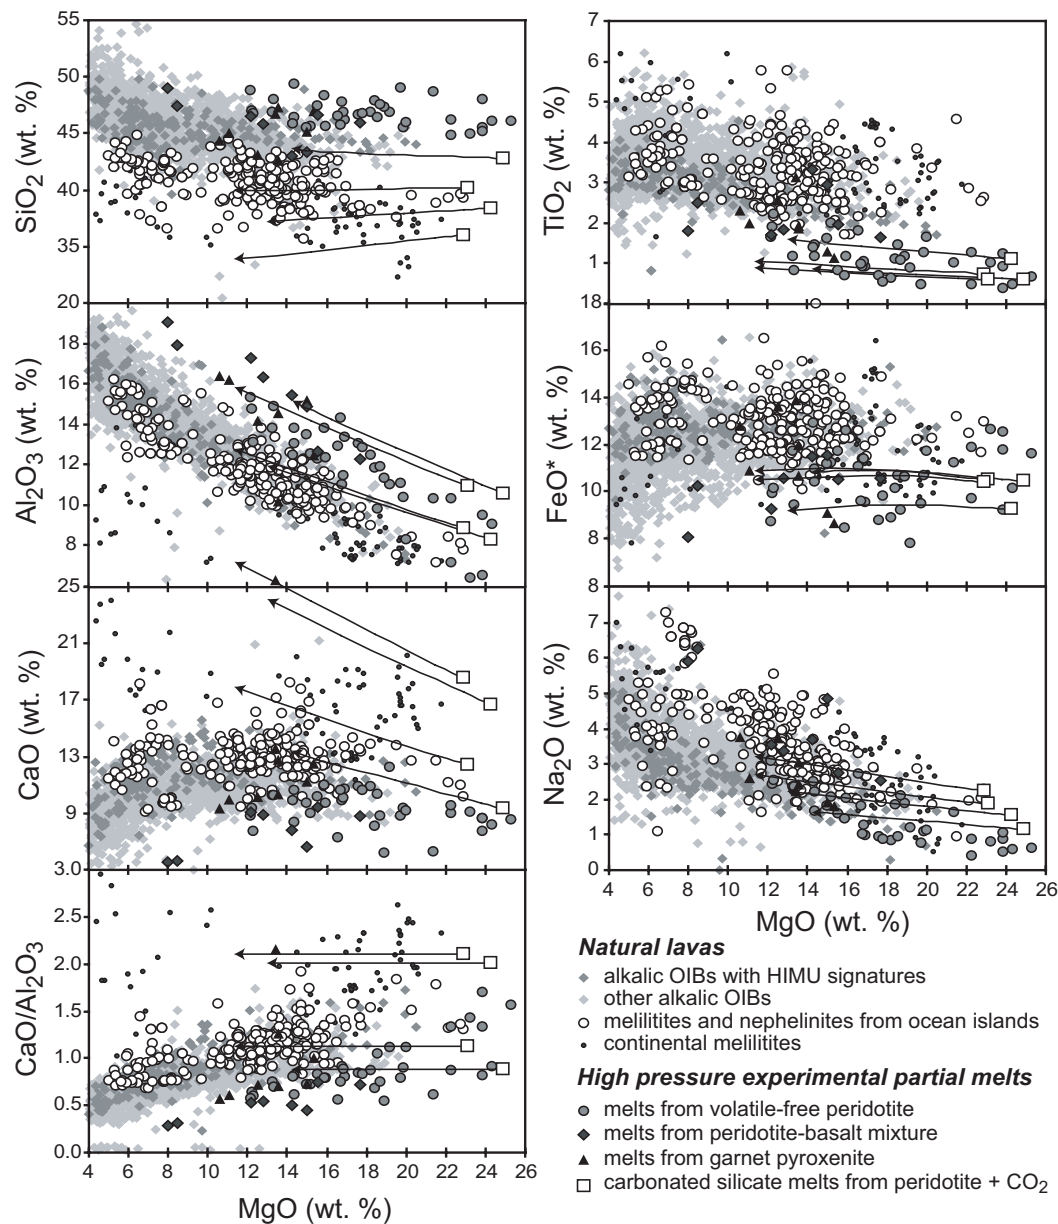 55
50
45
40
35
20
SiO2 (wt. %)
18
16
14
12
10
8
25
Al2O3 (wt. %)
21
17
13
9
3.0
CaO (wt. %)
2.5
2.0
1.5
1.0
0.5
0.0
CaO/Al2O3
4 6 8 10 12 14 16 18 20 22 24 26
MgO (wt. %)
7
6
5
4
3
2
1
18
TiO2 (wt. %)
16
14
12
10
8
8
FeO* (wt. %)
7
6
5
4
3
2
1
0
Na2O (wt. %)
4 6 8 10 12 14 16 18 20 22 24 26
MgO (wt. %)
Natural lavas
alkalic OIBs with HIMU signatures
other alkalic OIBs
melilitites and nephelinites from ocean islands
continental melilitites
High pressure experimental partial melts
melts from volatile-free peridotite
melts from peridotite-basalt mixture
melts from garnet pyroxenite
carbonated silicate melts from peridotite + CO2